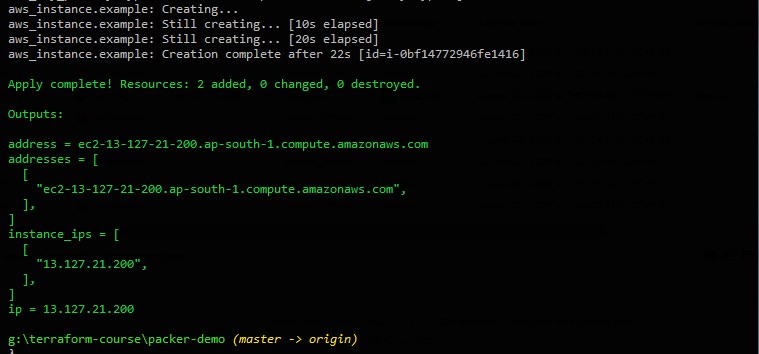 aws_instance.example: Creating...
aws_instance.example: Still creating... [10s elapsed]
aws_instance.example: Still creating... [20s elapsed]
aws_instance.example: Creation complete after 22s [id=i-0bf14772946fe1416]
Apply complete! Resources: 2 added, 0 changed, 0 destroyed.
Outputs:
address = ec2-13-127-21-200.ap-south-1.compute.amazonaws.com
addresses = [
[
"ec2-13-127-21-200.ap-south-1.compute.amazonaws.com",
],
]
instance_ips = [
[
"13.127.21.200",
],
]
ip = 13.127.21.200
g:\terraform-course\packer-demo (master -> origin)